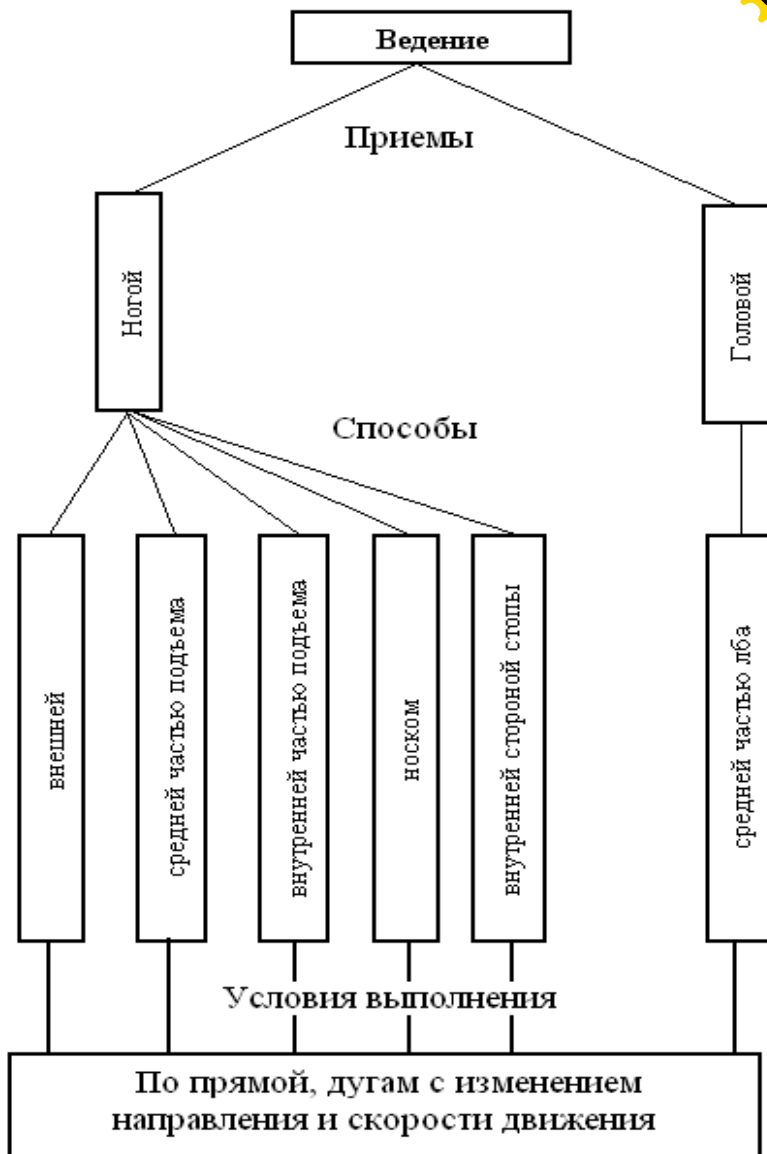 Ведение
Приемы
Ногой
Головой
Способы
внешней
средней частью подъема
внутренней частью подъема
носком
внутренней стороной стопы
средней частью лба
Условия выполнения
По прямой, дугам с изменением
направления и скорости движения